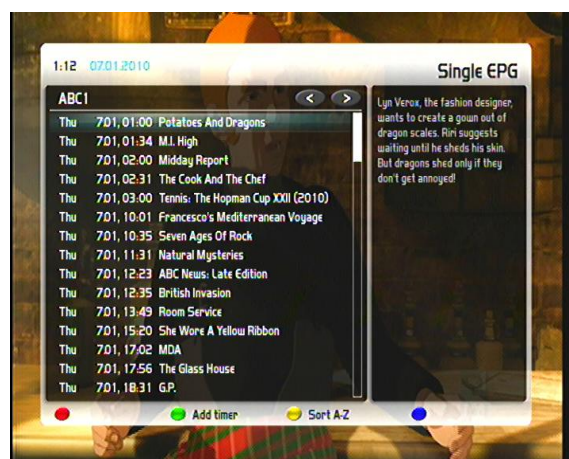 1:12 07.01.2010
Single EPG
ABC1
< >
Thu 7.01, 01:00 Potatoes And Dragons
Thu 7.01, 01:34 M.I. High
Thu 7.01, 02:00 Midday Report
Thu 7.01, 02:31 The Cook And The Chef
Thu 7.01, 03:00 Tennis: The Hopman Cup XXII (2010)
Thu 7.01, 10:01 Francesco's Mediterranean Voyage
Thu 7.01, 10:35 Seven Ages Of Rock
Thu 7.01, 11:31 Natural Mysteries
Thu 7.01, 12:23 ABC News: Late Edition
Thu 7.01, 12:35 British Invasion
Thu 7.01, 13:49 Room Service
Thu 7.01, 15:20 She Wore A Yellow Ribbon
Thu 7.01, 17:02 MDA
Thu 7.01, 17:56 The Glass House
Thu 7.01, 18:31 G.P.
Lyn Verox, the fashion designer,
wants to create a gown out of
dragon scales. Riri suggests
waiting until he sheds his skin.
But dragons shed only if they
don't get annoyed!
Add timer
Sort A-Z